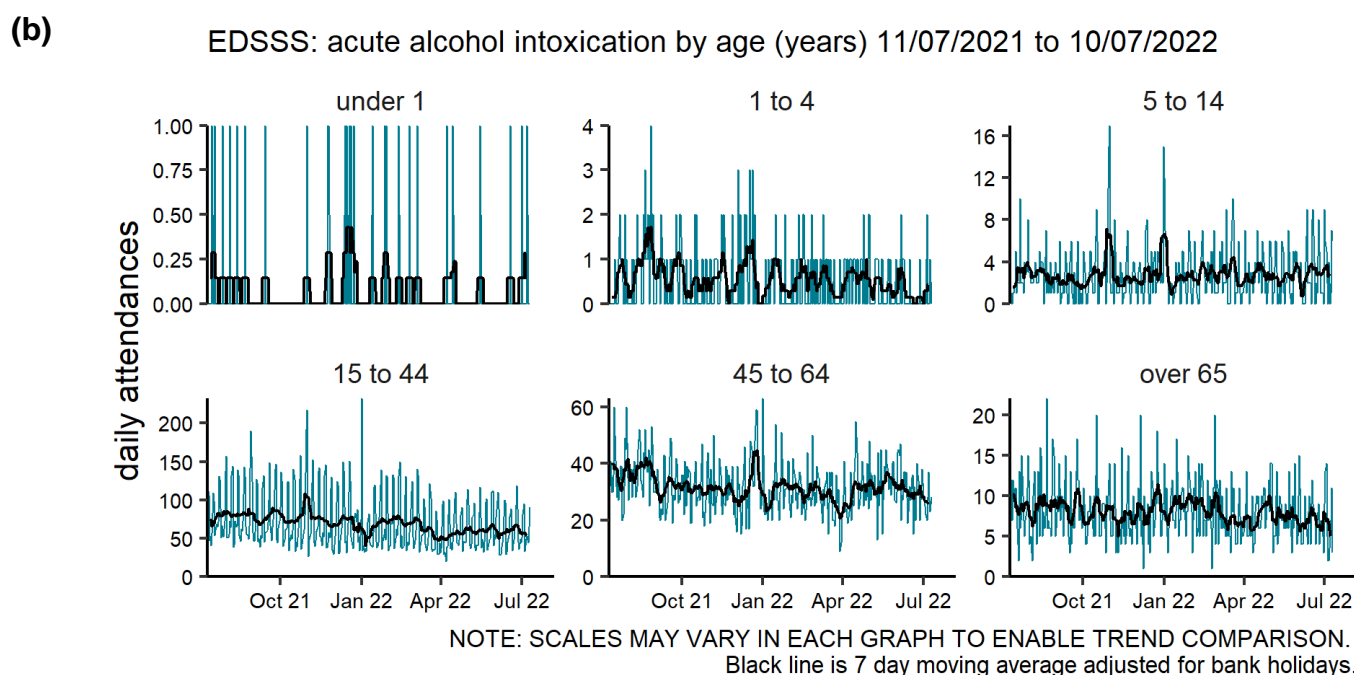 (b)
EDSSS: acute alcohol intoxication by age (years) 11/07/2021 to 10/07/2022
daily attendances
under 1
1.00
0.75
0.50
0.25
0.00
1 to 4
4
3
2
1
0
5 to 14
16
12
8
4
0
15 to 44
200
150
100
50
0
Oct 21 Jan 22 Apr 22 Jul 22
45 to 64
60
40
20
0
Oct 21 Jan 22 Apr 22 Jul 22
over 65
20
15
10
5
0
Oct 21 Jan 22 Apr 22 Jul 22
NOTE: SCALES MAY VARY IN EACH GRAPH TO ENABLE TREND COMPARISON.
Black line is 7 day moving average adjusted for bank holidays.